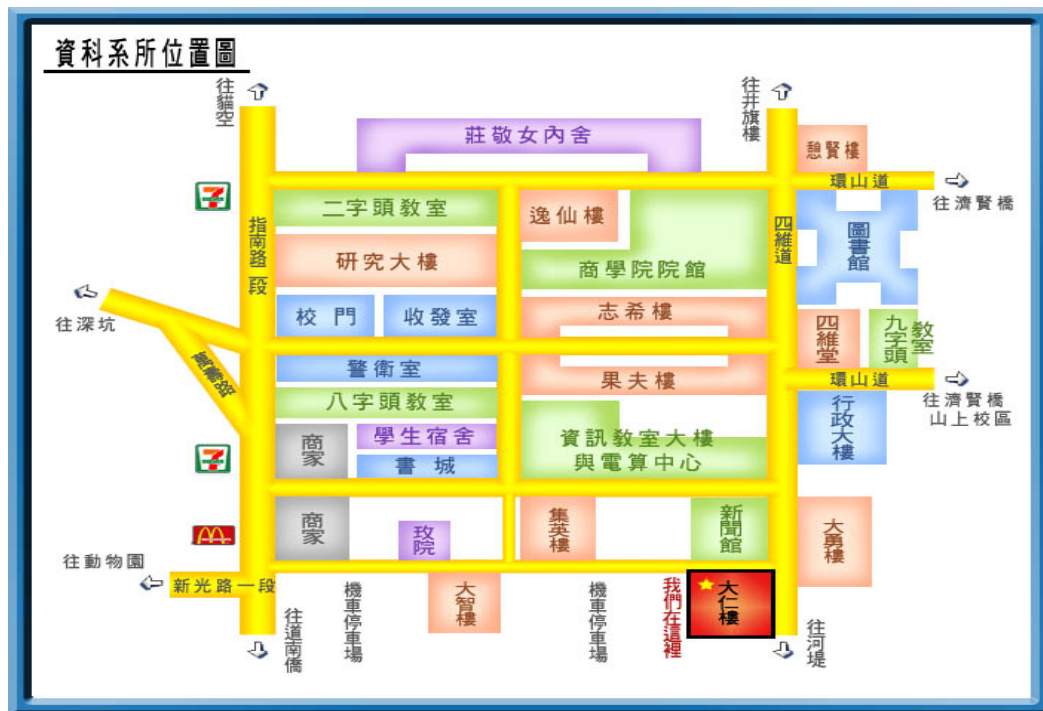 資科系所位置圖
往貓空
往井旗樓
莊敬女內舍
憩賢樓
環山道
往濟賢橋
二字頭教室
逸仙樓
指南路二段
四維道
圖書館
研究大樓
商學院院館
校門
收發室
志希樓
往深坑
四維堂
九字頭
教室
萬壽路
警衛室
果夫樓
環山道
八字頭教室
往濟賢橋
山上校區
行政大樓
商家
學生宿舍
資訊教室大樓
與電算中心
書城
商家
玫院
集英樓
新聞館
大勇樓
往動物園
新光路一段
大智樓
大仁樓
我們在這裡
機車停車場
機車停車場
往道南僑
往河堤